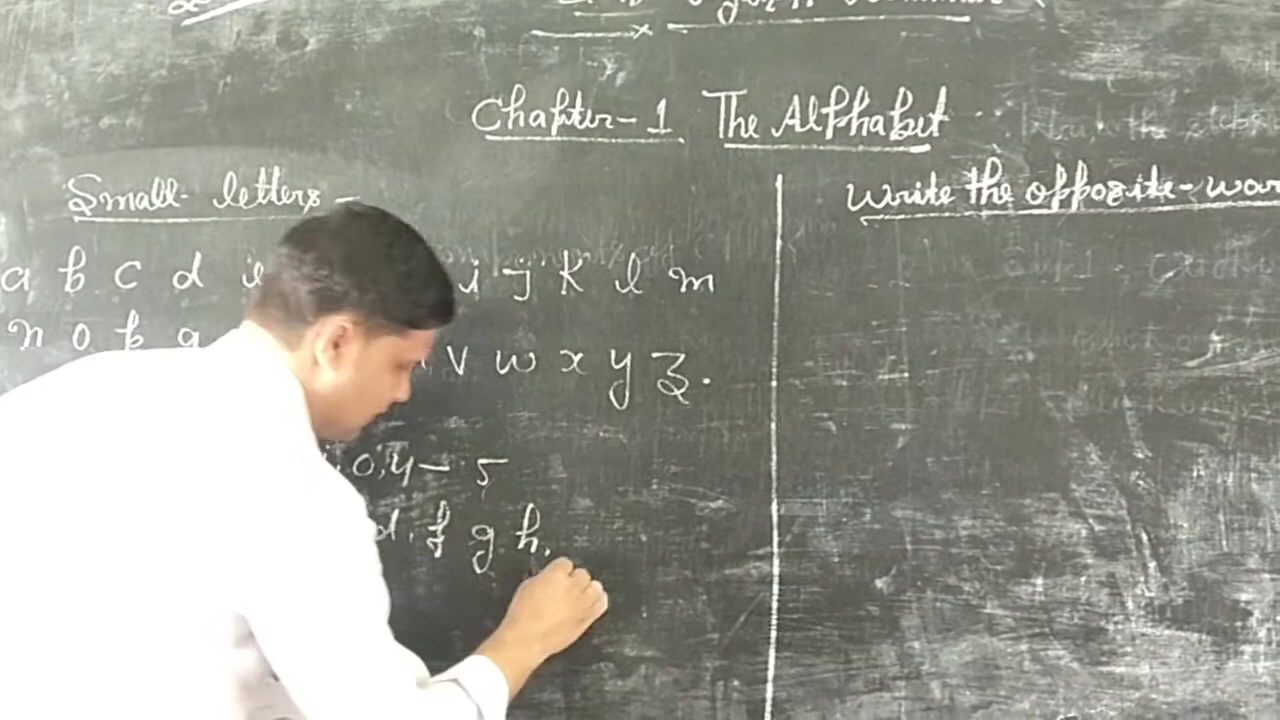 Chapter-1 The Alphabet
Small letters-
a b c d e i j k l m
n o p q v w x y z.
i, o, u- 5
d, f g h,
Write the opposite-wor